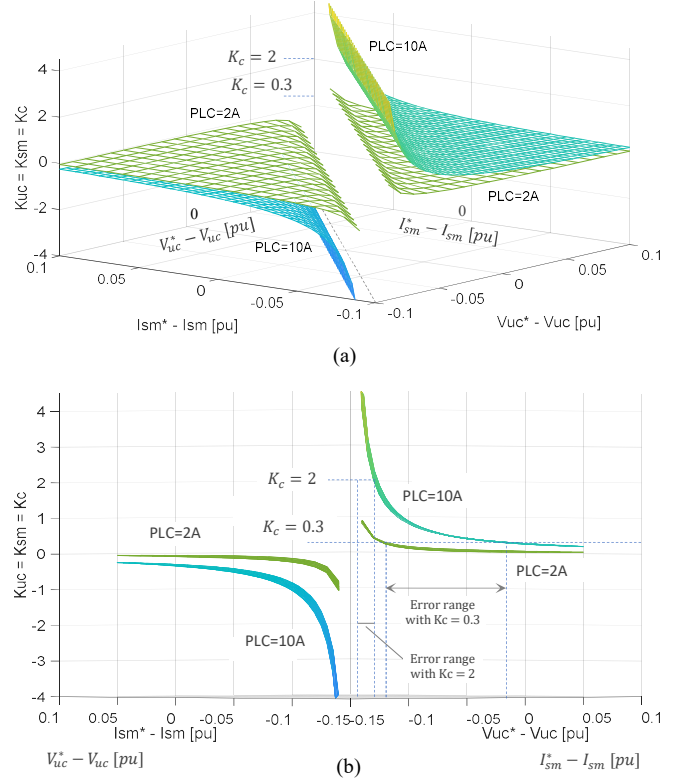 K_c = 2
PLC=10A
K_c = 0.3
PLC=2A
Kuc = Ksm = Kc
4
2
0
-2
-4
0
V*_uc − V_uc [pu]
PLC=10A
0
I*_sm − I_sm [pu]
PLC=2A
0.1
0.05
0
-0.05
-0.1
-0.1
-0.05
0
0.05
0.1
Ism* - Ism [pu]
Vuc* - Vuc [pu]
(a)
Kuc = Ksm = Kc
4
3
2
1
0
-1
-2
-3
-4
K_c = 2
PLC=10A
PLC=2A
K_c = 0.3
PLC=2A
PLC=10A
Error range
with Kc = 0.3
Error range
with Kc = 2
0.1 0.05 0 -0.05 -0.1 -0.15 -0.15 -0.1 -0.05 0 0.05 0.1
Ism* - Ism [pu]
Vuc* - Vuc [pu]
V*_uc − V_uc [pu]
(b)
I*_sm − I_sm [pu]